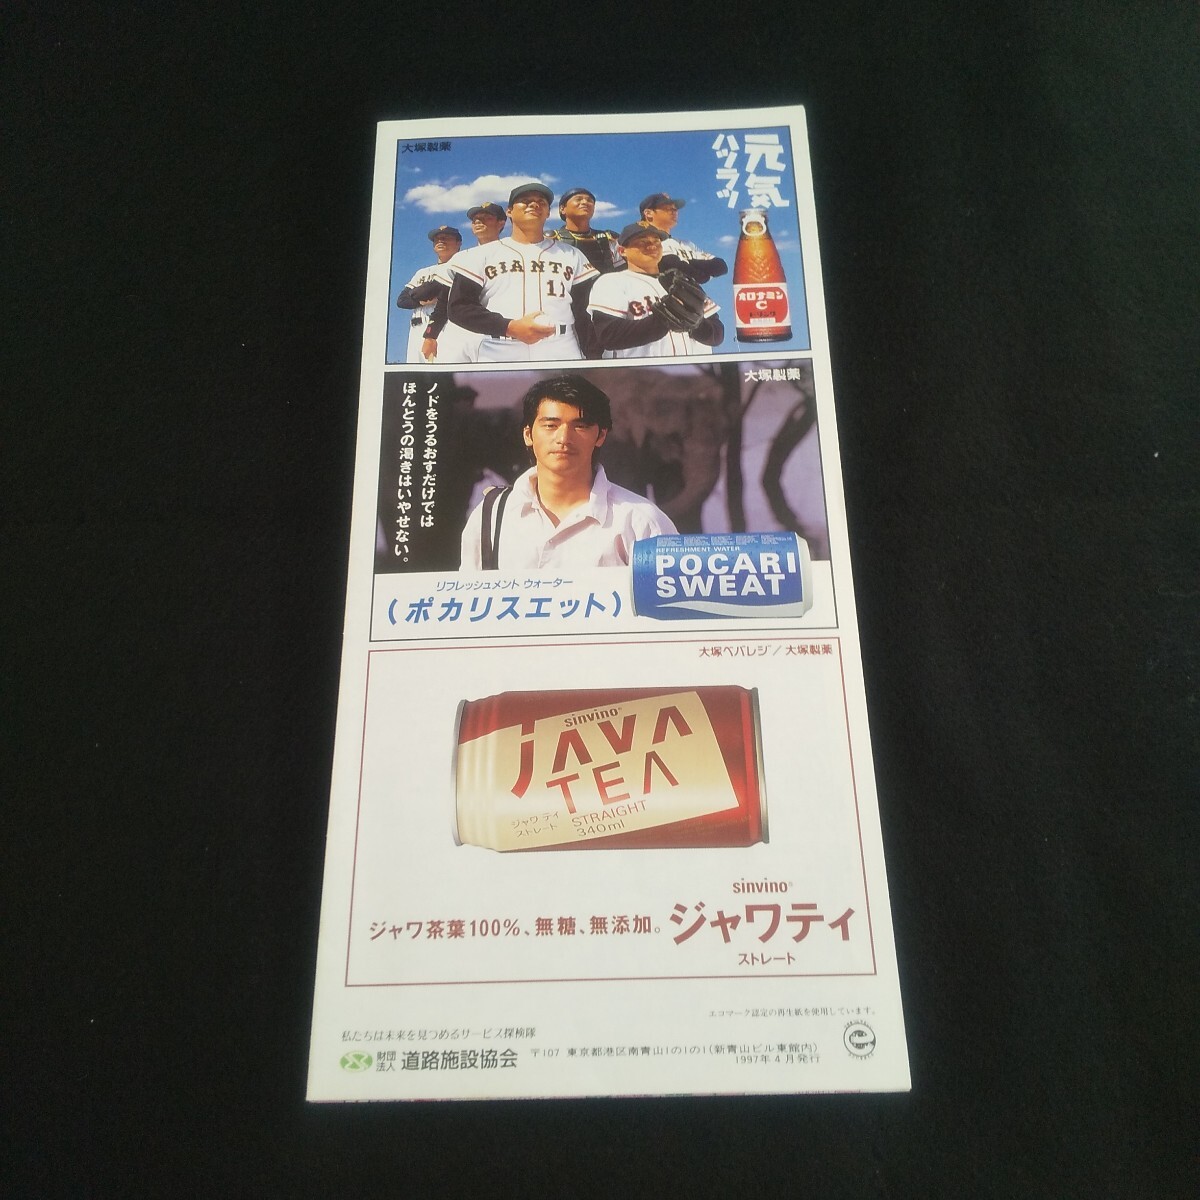 大塚製薬
元気
ハツラツ
GIANTS
11
オロナミン
C
ドリンク
大塚製薬
ノドをうるおすだけでは
ほんとうの渇きはいやせない。
REFRESHMENT WATER
POCARI
SWEAT
リフレッシュメント ウォーター
(ポカリスエット)
大塚ベバレジ/大塚製薬
sinvino®
JAVA
TEA
STRAIGHT
340ml
ジャワ ティ
ストレート
sinvino®
ジャワ茶葉100%、無糖、無添加。ジャワティ
ストレート
エコマーク認定の再生紙を使用しています。
私たちは未来を見つめるサービス探検隊
財団法人 道路施設協会 〒107 東京都港区南青山1の1の1(新青山ビル東館内)
1997年4月発行